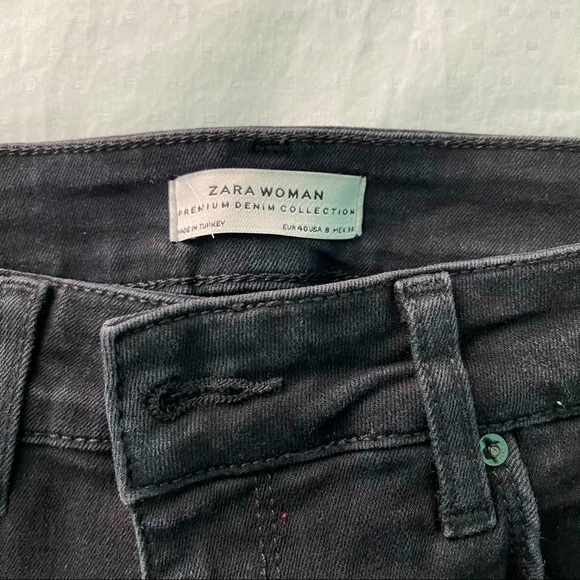 ZARA WOMAN
PREMIUM DENIM COLLECTION
MADE IN TURKEY EUR 40 USA 8 MEX 30